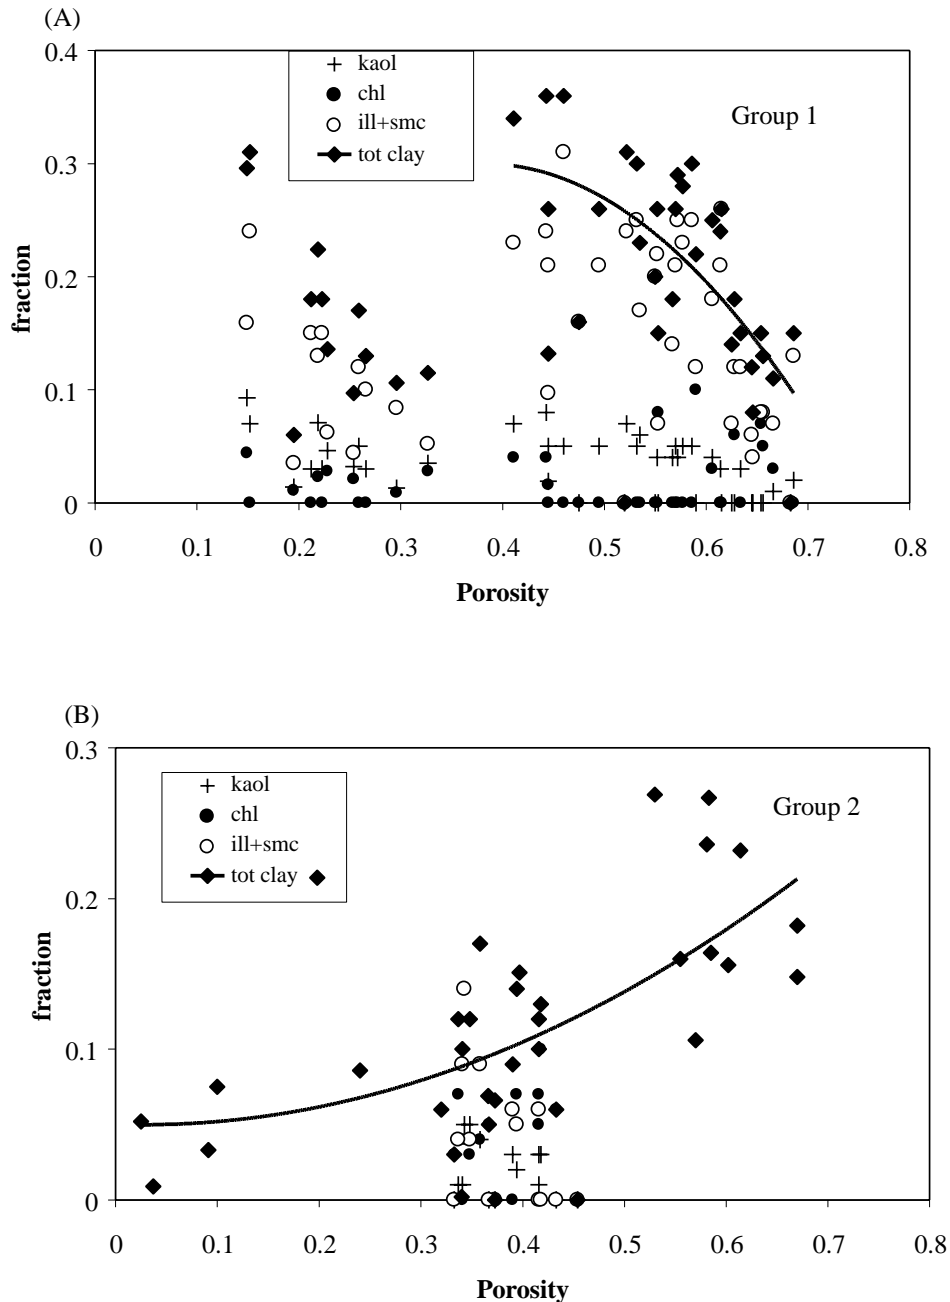 (A)
0.4
+ kaol
● chl
○ ill+smc
◆ tot clay
Group 1
0.3
0.2
0.1
0
fraction
0 0.1 0.2 0.3 0.4 0.5 0.6 0.7 0.8
Porosity
(B)
0.3
+ kaol
● chl
○ ill+smc
◆ tot clay
Group 2
0.2
0.1
0
fraction
0 0.1 0.2 0.3 0.4 0.5 0.6 0.7 0.8
Porosity